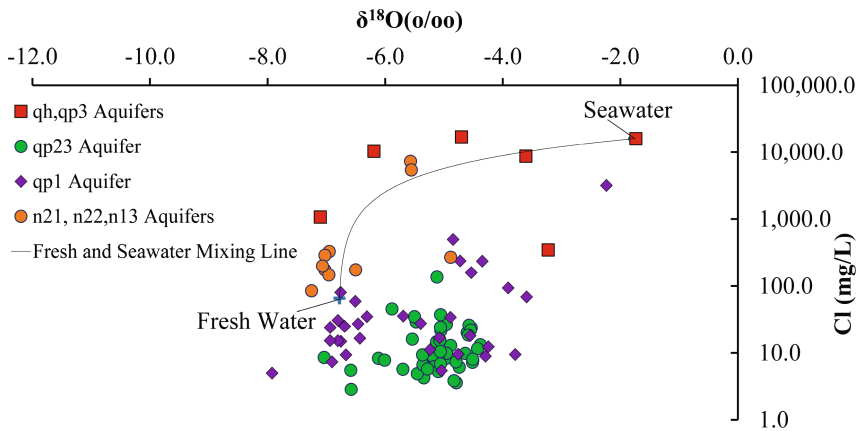 δ¹⁸O(o/oo)
-12.0 -10.0 -8.0 -6.0 -4.0 -2.0 0.0
100,000.0
qh,qp3 Aquifers
Seawater
qp23 Aquifer
10,000.0
qp1 Aquifer
n21, n22,n13 Aquifers
1,000.0
Fresh and Seawater Mixing Line
100.0
Fresh Water
10.0
1.0
Cl (mg/L)